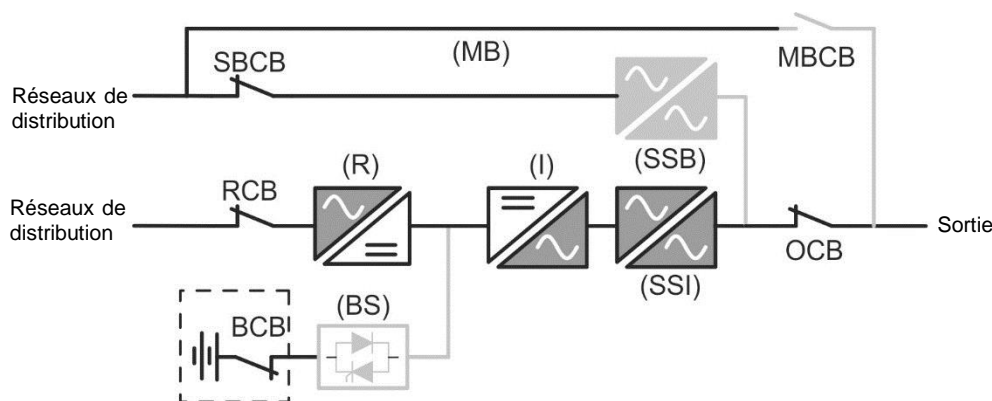 (MB)
MBCB
SBCB
Réseaux de
distribution
(SSB)
(R)
(I)
RCB
Réseaux de
distribution
Sortie
OCB
(SSI)
(BS)
BCB